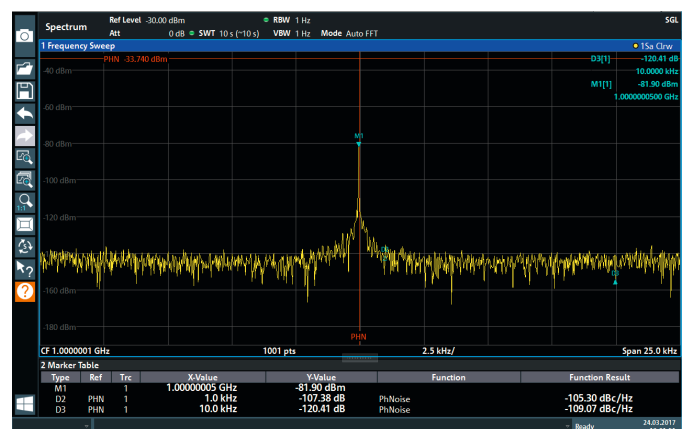 Spectrum
Ref Level -30.00 dBm
RBW 1 Hz
SGL
Att 0 dB SWT 10 s (~10 s) VBW 1 Hz Mode Auto FFT
1 Frequency Sweep
1Sa Clrw
PHN -33.740 dBm
D3[1] -120.41 dB
10.0000 kHz
-40 dBm
M1[1] -81.90 dBm
1.0000000500 GHz
-60 dBm
M1
-80 dBm
-100 dBm
1:1
-120 dBm
D2
D3
-160 dBm
-180 dBm
PHN
CF 1.0000001 GHz 1001 pts 2.5 kHz/ Span 25.0 kHz
2 Marker Table
Type Ref Trc X-Value Y-Value Function Function Result
M1 1 1.00000005 GHz -81.90 dBm
D2 PHN 1 1.0 kHz -107.38 dB PhNoise -105.30 dBc/Hz
D3 PHN 1 10.0 kHz -120.41 dB PhNoise -109.07 dBc/Hz
Ready
24.03.2017